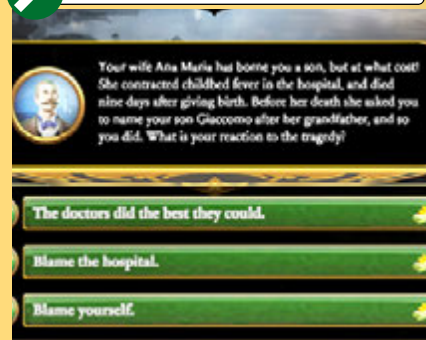 Your wife Ana Maria has borne you a son, but at what cost!
She contracted childbed fever in the hospital, and died
nine days after giving birth. Before her death she asked you
to name your son Giaccomo after her grandfather, and so
you did. What is your reaction to the tragedy?
The doctors did the best they could.
Blame the hospital.
Blame yourself.